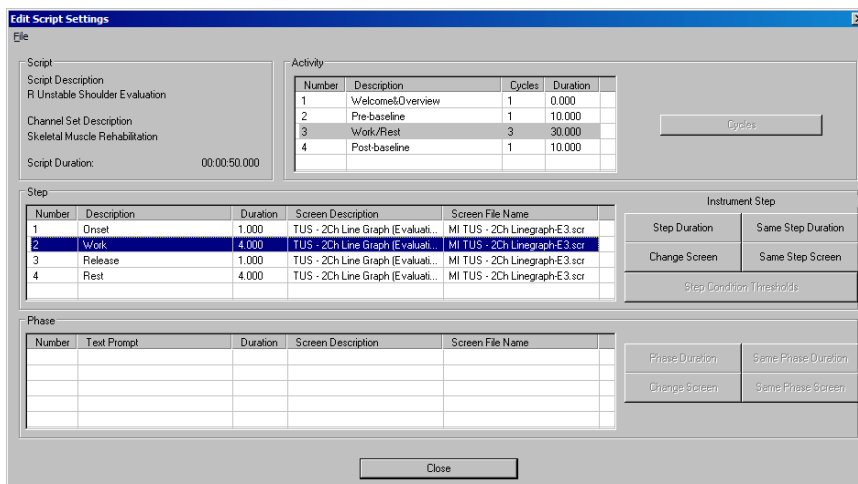 Edit Script Settings
File
Script
Script Description
R Unstable Shoulder Evaluation
Channel Set Description
Skeletal Muscle Rehabilitation
Script Duration: 00:00:50.000
Activity
Number Description Cycles Duration
1 Welcome&Overview 1 0.000
2 Pre-baseline 1 10.000
3 Work/Rest 3 30.000
4 Post-baseline 1 10.000
Cycles
Step
Number Description Duration Screen Description Screen File Name
1 Onset 1.000 TUS - 2Ch Line Graph (Evaluati... MI TUS - 2Ch Linegraph-E3.scr
2 Work 4.000 TUS - 2Ch Line Graph (Evaluati... MI TUS - 2Ch Linegraph-E3.scr
3 Release 1.000 TUS - 2Ch Line Graph (Evaluati... MI TUS - 2Ch Linegraph-E3.scr
4 Rest 4.000 TUS - 2Ch Line Graph (Evaluati... MI TUS - 2Ch Linegraph-E3.scr
Instrument Step
Step Duration Same Step Duration
Change Screen Same Step Screen
Step Condition Thresholds
Phase
Number Text Prompt Duration Screen Description Screen File Name
Phase Duration Same Phase Duration
Change Screen Same Phase Screen
Close